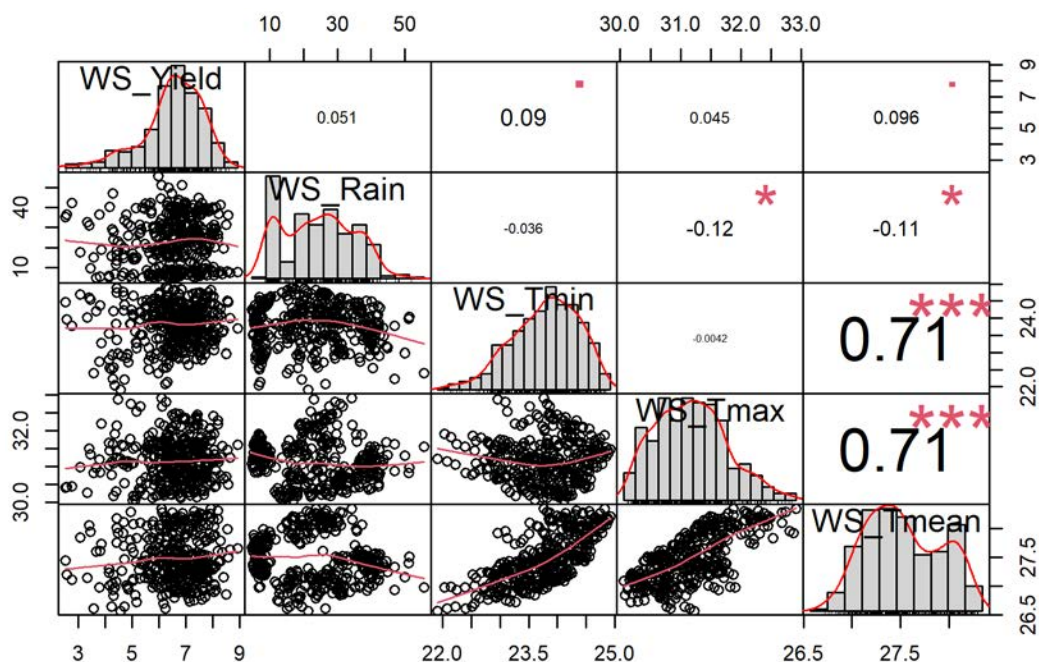 10 30 50 30.0 31.0 32.0 33.0
WS_Yield 0.051 0.09 0.045 0.096 3 5 7 9
10 40 WS_Rain -0.036 -0.12 * -0.11 *
WS_Tmin -0.0042 0.71 *** 22.0 24.0
30.0 32.0 WS_Tmax 0.71 ***
WS_Tmean 26.5 27.5
3 5 7 9 22.0 23.5 25.0 26.5 27.5